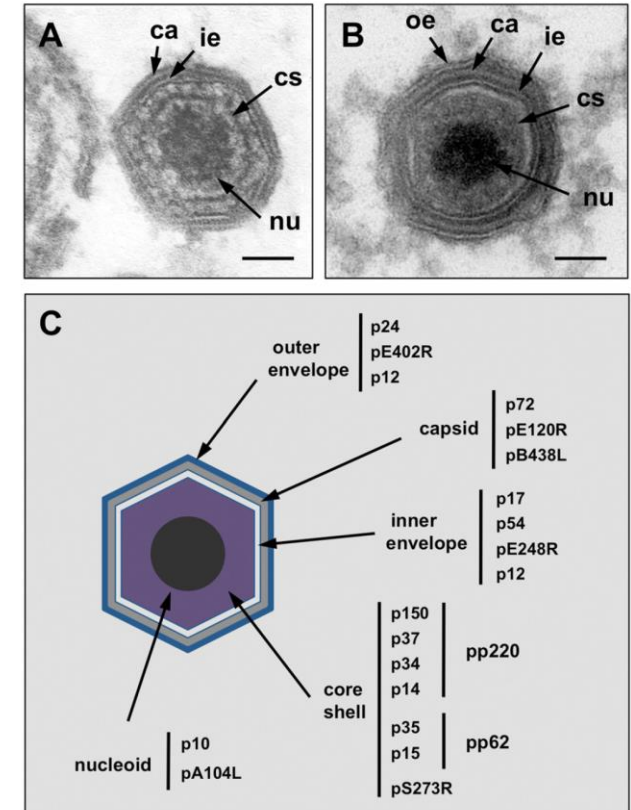 A
ca
ie
cs
nu
B
oe
ca
ie
cs
nu
C
outer
envelope
p24
pE402R
p12
capsid
p72
pE120R
pB438L
inner
envelope
p17
p54
pE248R
p12
core
shell
p150
p37
p34
p14
pp220
p35
p15
pp62
pS273R
nucleoid
p10
pA104L